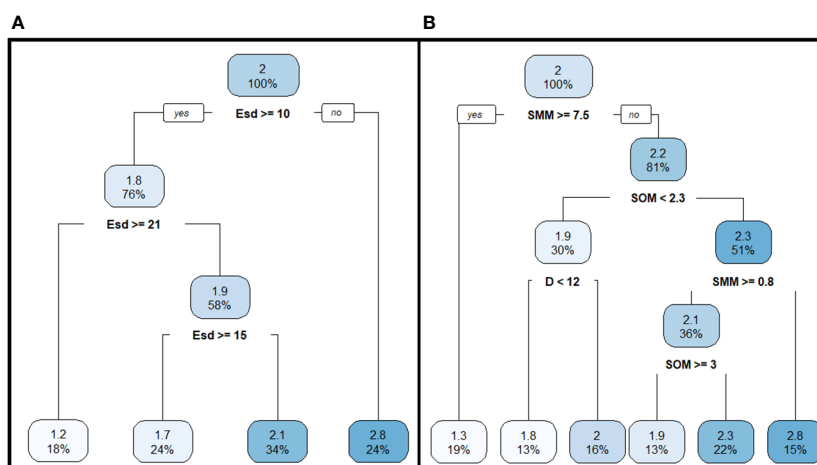 A
2
100%
yes
Esd >= 10
no
1.8
76%
Esd >= 21
1.9
58%
Esd >= 15
1.2
18%
1.7
24%
2.1
34%
2.8
24%
B
2
100%
yes
SMM >= 7.5
no
2.2
81%
SOM < 2.3
1.9
30%
2.3
51%
D < 12
SMM >= 0.8
2.1
36%
SOM >= 3
1.3
19%
1.8
13%
2
16%
1.9
13%
2.3
22%
2.8
15%